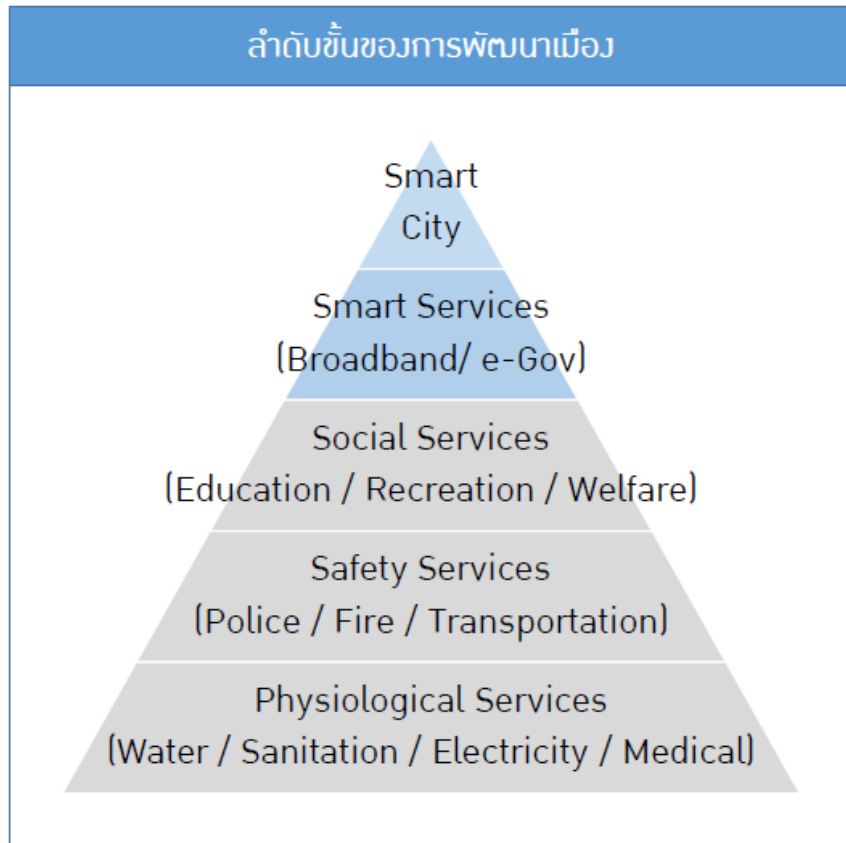 ลำดับขั้นของการพัฒนาเมือง
Smart
City
Smart Services
(Broadband/ e-Gov)
Social Services
(Education / Recreation / Welfare)
Safety Services
(Police / Fire / Transportation)
Physiological Services
(Water / Sanitation / Electricity / Medical)